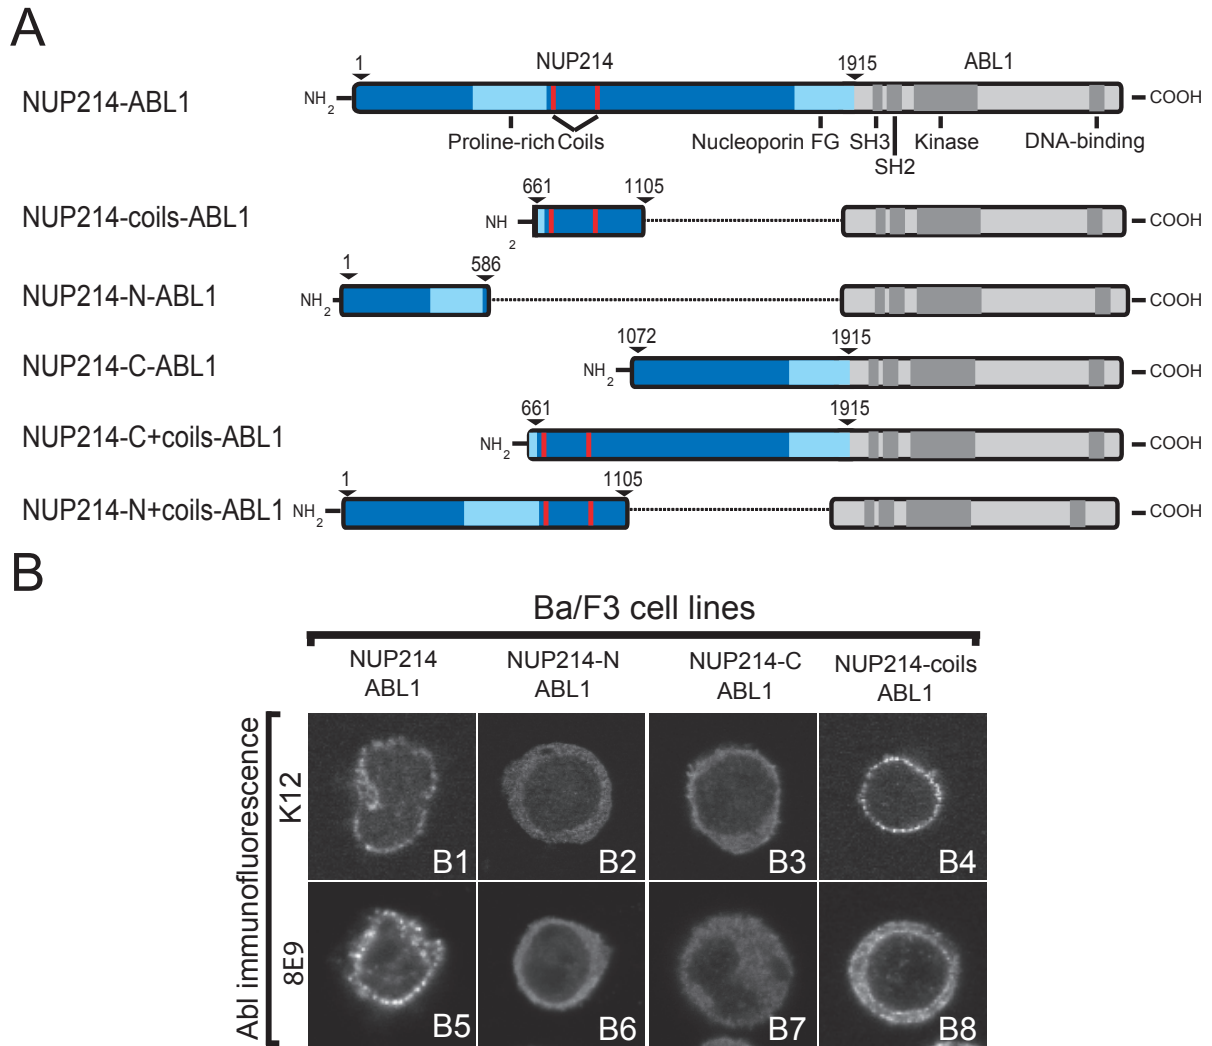 A
1 NUP214 1915 ABL1
NUP214-ABL1 NH2 COOH
Proline-rich Coils Nucleoporin FG SH3 Kinase DNA-binding
SH2
661 1105
NUP214-coils-ABL1 NH2 COOH
1 586
NUP214-N-ABL1 NH2 COOH
1072 1915
NUP214-C-ABL1 NH2 COOH
661 1915
NUP214-C+coils-ABL1 NH2 COOH
1 1105
NUP214-N+coils-ABL1 NH2 COOH
B
Ba/F3 cell lines
NUP214 NUP214-N NUP214-C NUP214-coils
ABL1 ABL1 ABL1 ABL1
Abl immunofluorescence
K12
B1 B2 B3 B4
8E9
B5 B6 B7 B8